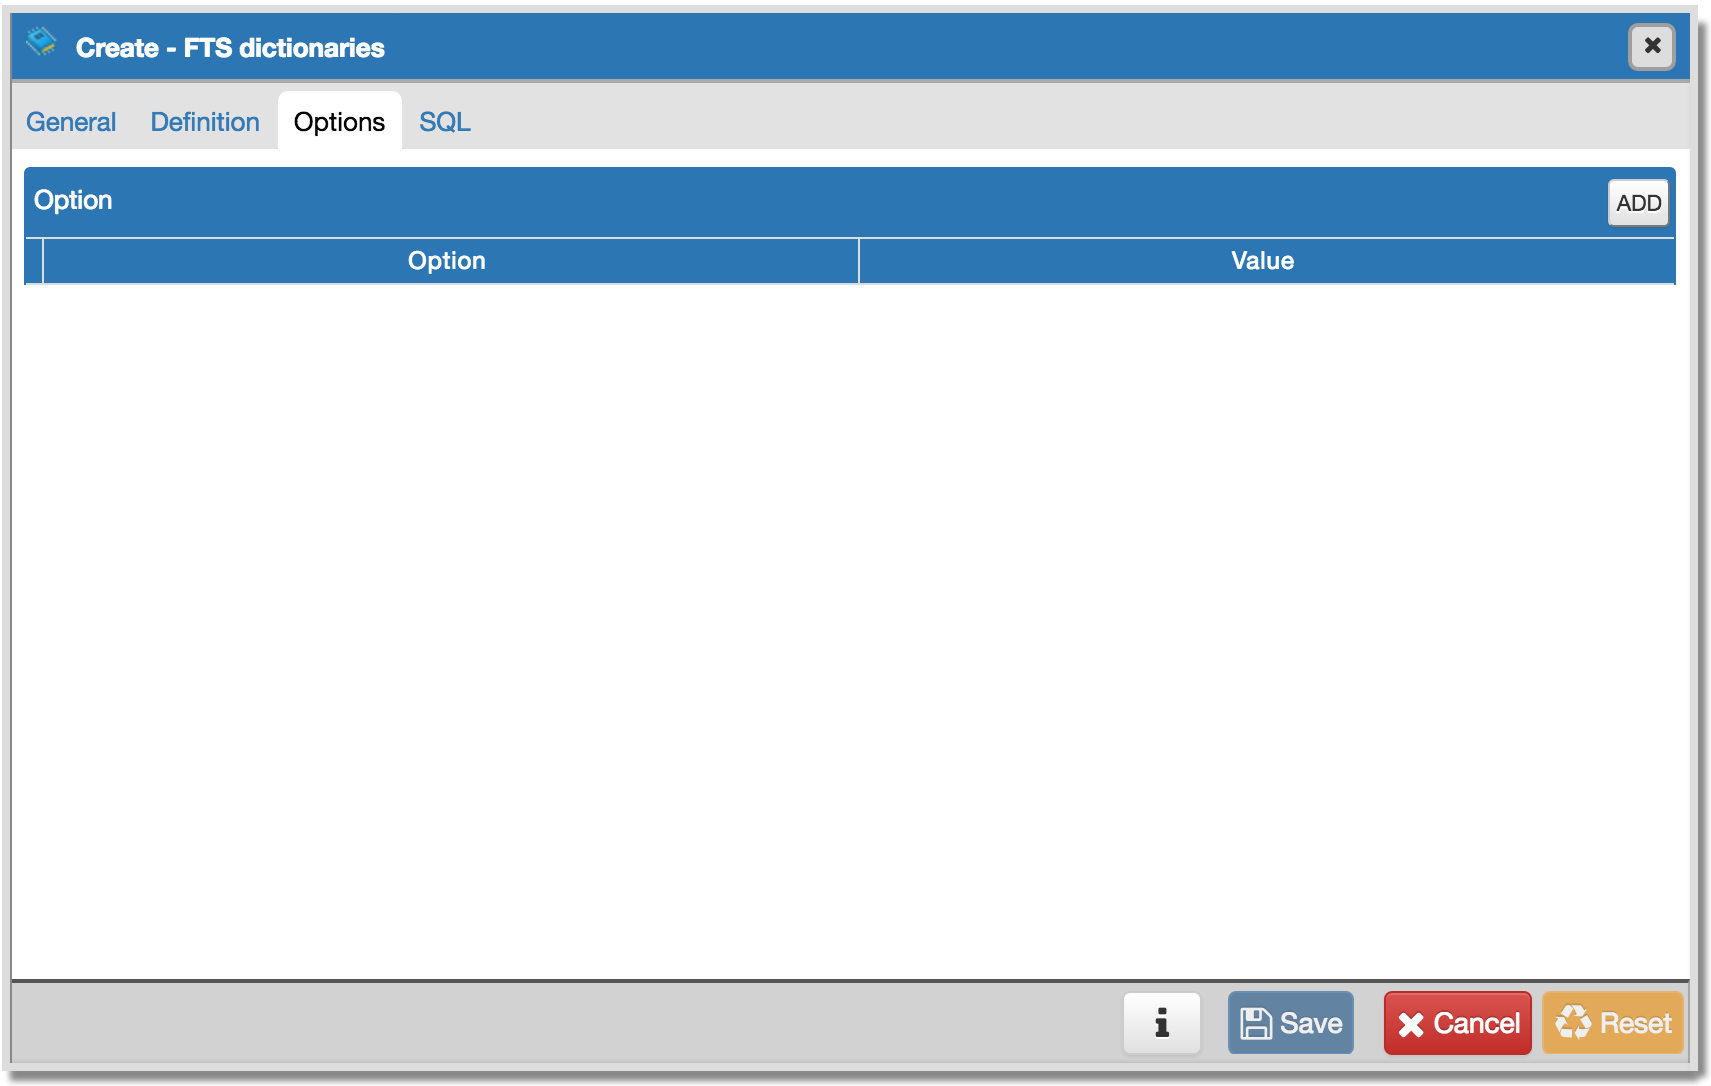 Create - FTS dictionaries
General Definition Options SQL
Option
ADD
Option Value
Save Cancel Reset